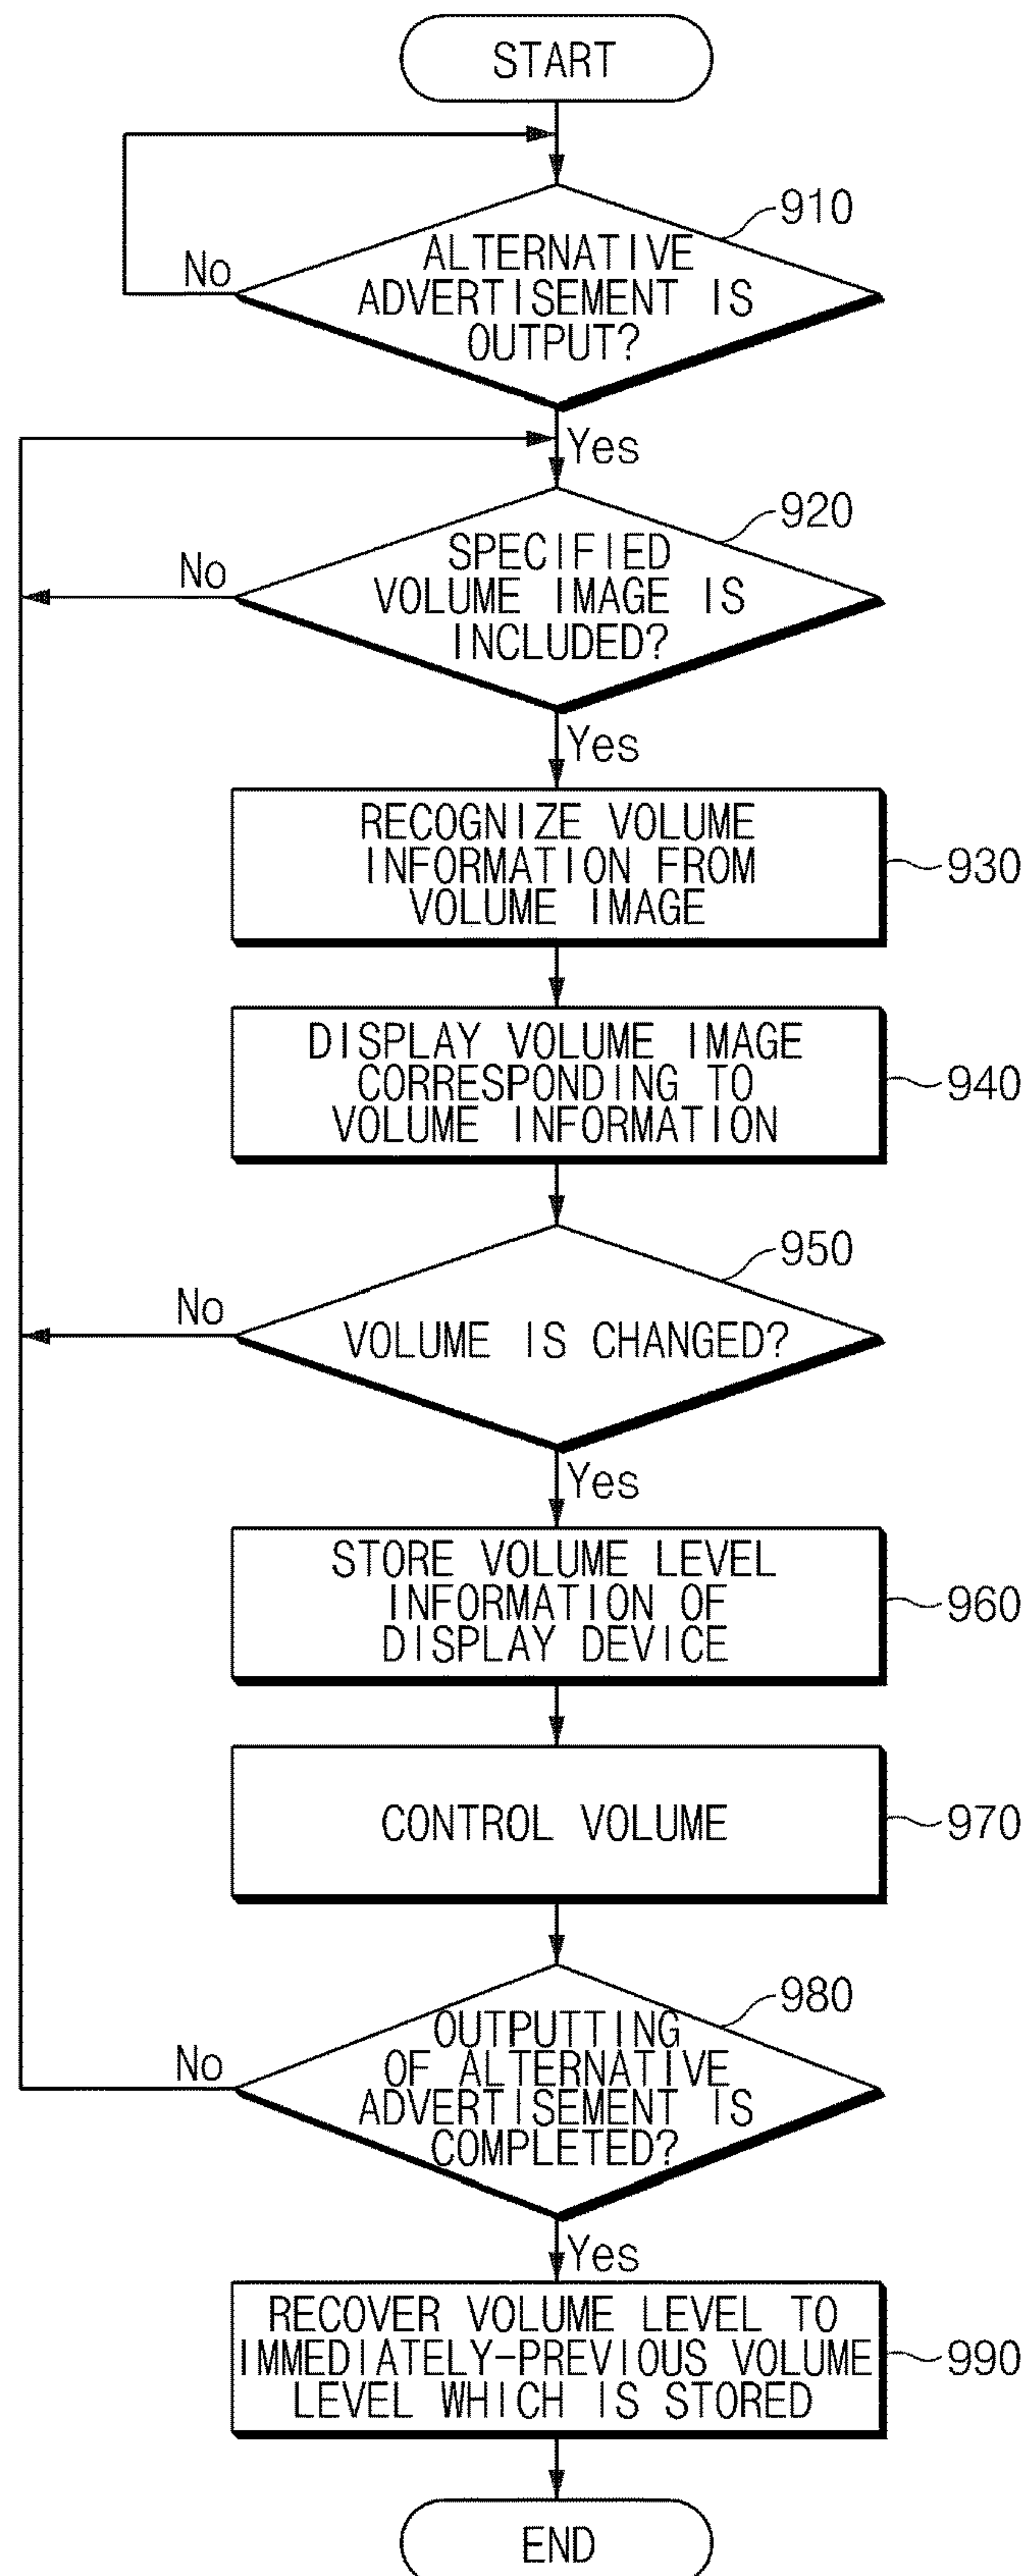 START
910
ALTERNATIVE
ADVERTISEMENT IS
OUTPUT?
No
Yes
920
SPECIFIED
VOLUME IMAGE IS
INCLUDED?
No
Yes
RECOGNIZE VOLUME
INFORMATION FROM
VOLUME IMAGE
930
DISPLAY VOLUME IMAGE
CORRESPONDING TO
VOLUME INFORMATION
940
950
No
VOLUME IS CHANGED?
Yes
STORE VOLUME LEVEL
INFORMATION OF
DISPLAY DEVICE
960
CONTROL VOLUME
970
980
OUTPUTTING
OF ALTERNATIVE
ADVERTISEMENT IS
COMPLETED?
No
Yes
RECOVER VOLUME LEVEL TO
IMMEDIATELY-PREVIOUS VOLUME
LEVEL WHICH IS STORED
990
END